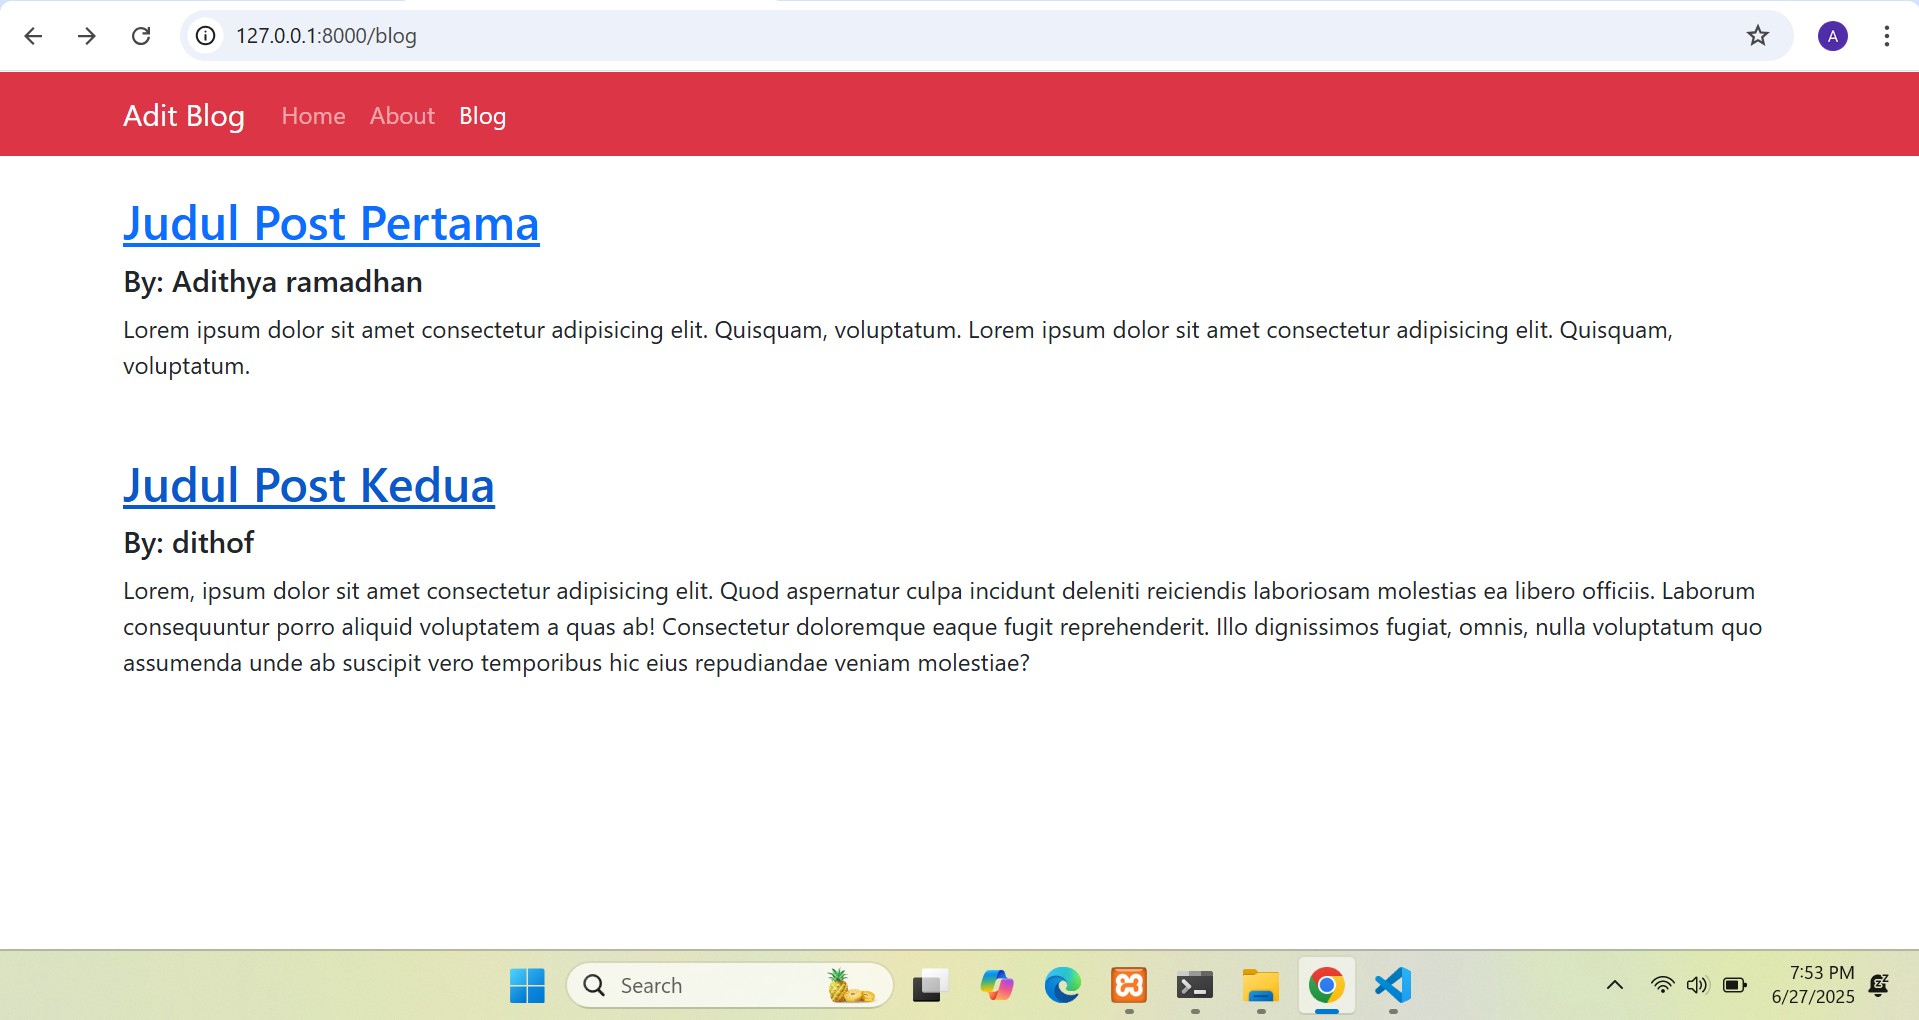 127.0.0.1:8000/blog
A
Adit Blog Home About Blog
Judul Post Pertama
By: Adithya ramadhan
Lorem ipsum dolor sit amet consectetur adipisicing elit. Quisquam, voluptatum. Lorem ipsum dolor sit amet consectetur adipisicing elit. Quisquam,
voluptatum.
Judul Post Kedua
By: dithof
Lorem, ipsum dolor sit amet consectetur adipisicing elit. Quod aspernatur culpa incidunt deleniti reiciendis laboriosam molestias ea libero officiis. Laborum
consequuntur porro aliquid voluptatem a quas ab! Consectetur doloremque eaque fugit reprehenderit. Illo dignissimos fugiat, omnis, nulla voluptatum quo
assumenda unde ab suscipit vero temporibus hic eius repudiandae veniam molestiae?
Search
7:53 PM
6/27/2025